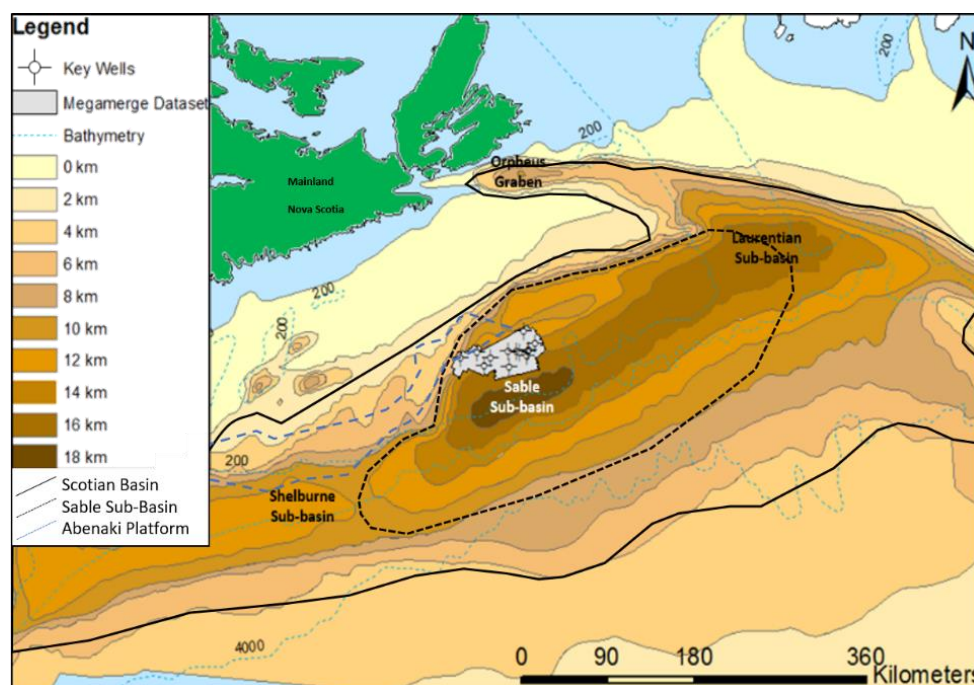 Legend
Key Wells
Megamerge Dataset
Bathymetry
0 km
2 km
4 km
6 km
8 km
10 km
12 km
14 km
16 km
18 km
Scotian Basin
Sable Sub-Basin
Abenaki Platform
200
200
N
200
Orpheus
Graben
Mainland
Nova Scotia
Laurentian
Sub-basin
200
200
Sable
Sub-basin
200
Shelburne
Sub-basin
4000
0 90 180 360
Kilometers